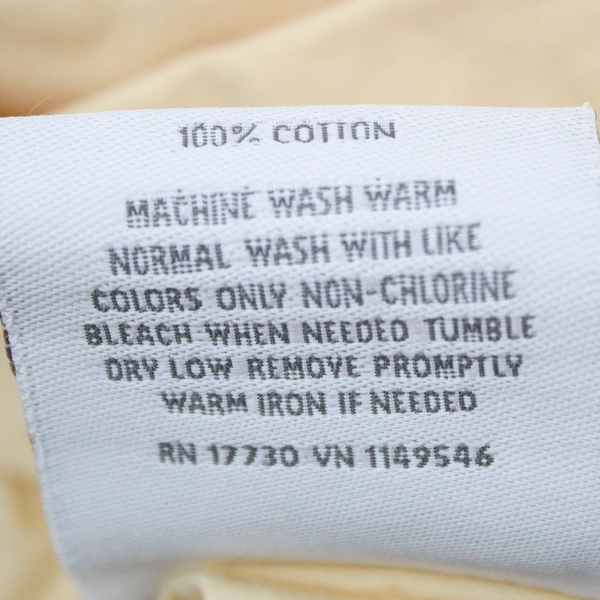 100% COTTON
MACHINE WASH WARM
NORMAL WASH WITH LIKE
COLORS ONLY NON-CHLORINE
BLEACH WHEN NEEDED TUMBLE
DRY LOW REMOVE PROMPTLY
WARM IRON IF NEEDED
RN 17730 VN 1149546